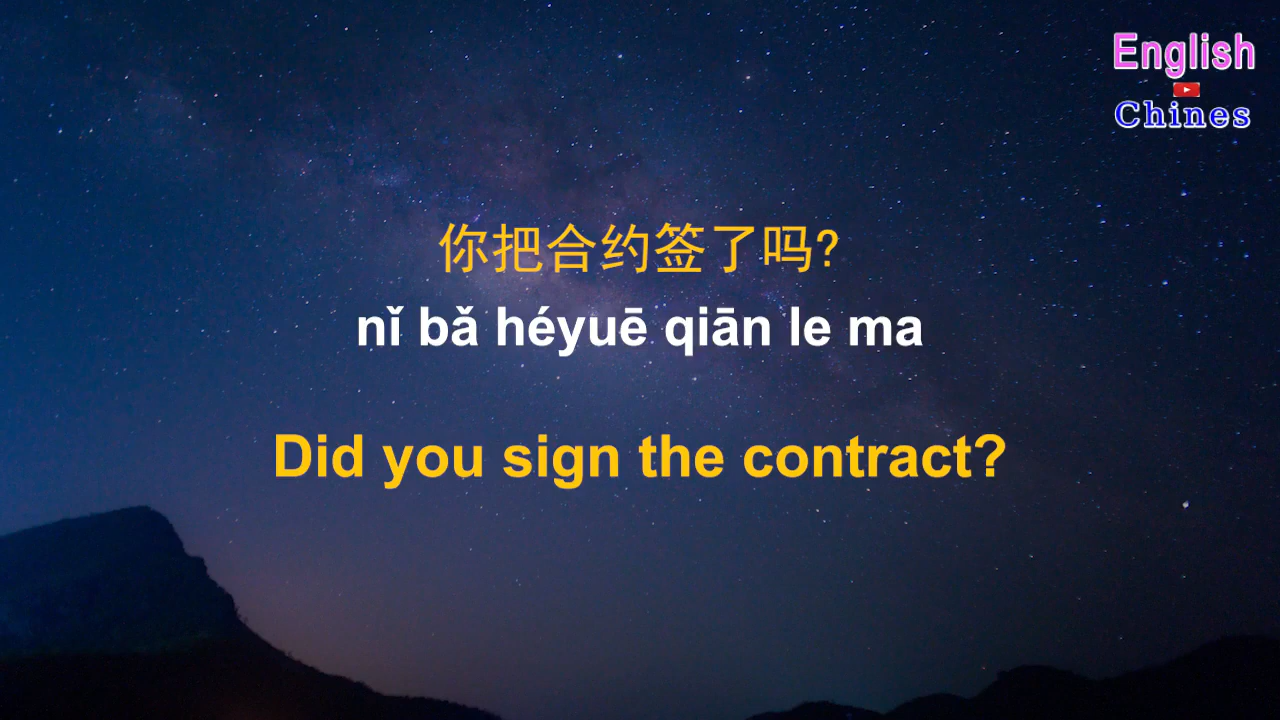 English
Chines
你把合约签了吗?
nǐ bǎ héyuē qiān le ma
Did you sign the contract?